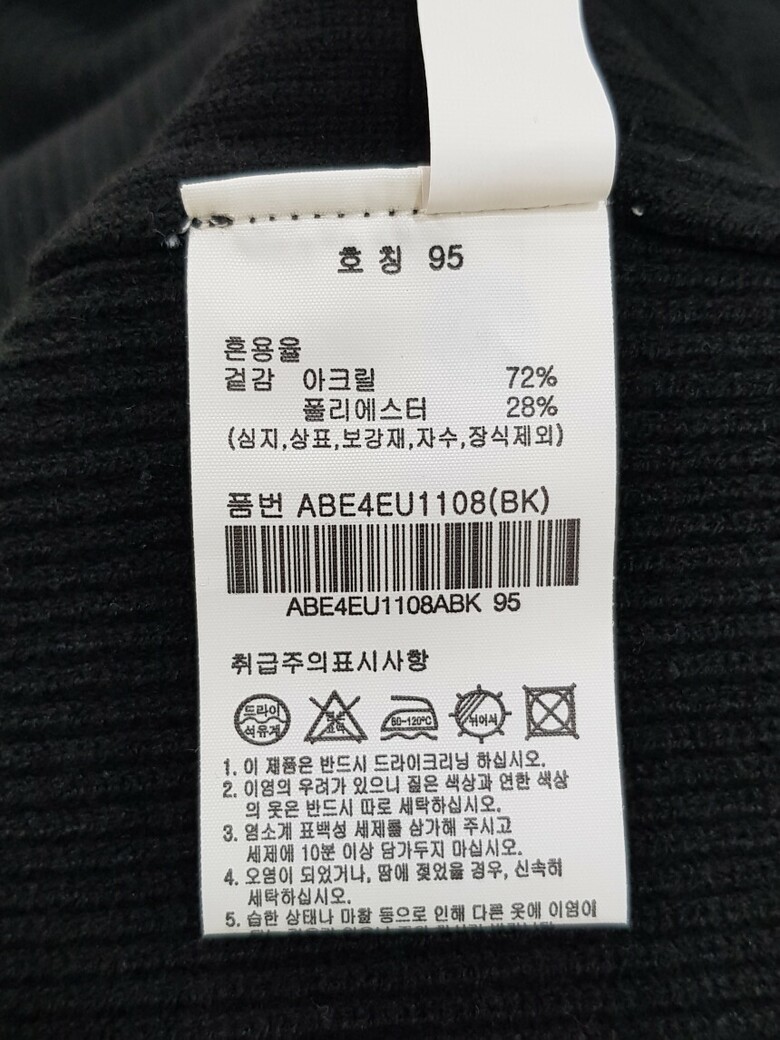 호 칭 95
혼용율
겉감 아크릴 72%
폴리에스터 28%
(심지,상표,보강재,자수,장식제외)
품번 ABE4EU1108(BK)
ABE4EU1108ABK 95
취급주의표시사항
드라이
석유계
염소
표백
60~120℃
뉘어서
1. 이 제품은 반드시 드라이크리닝 하십시오.
2. 이염의 우려가 있으니 짙은 색상과 연한 색상
의 옷은 반드시 따로 세탁하십시오.
3. 염소계 표백성 세제를 삼가해 주시고
세제에 10분 이상 담가두지 마십시오.
4. 오염이 되었거나, 땀에 젖었을 경우, 신속히
세탁하십시오.
5. 습한 상태나 마찰 등으로 인해 다른 옷에 이염이